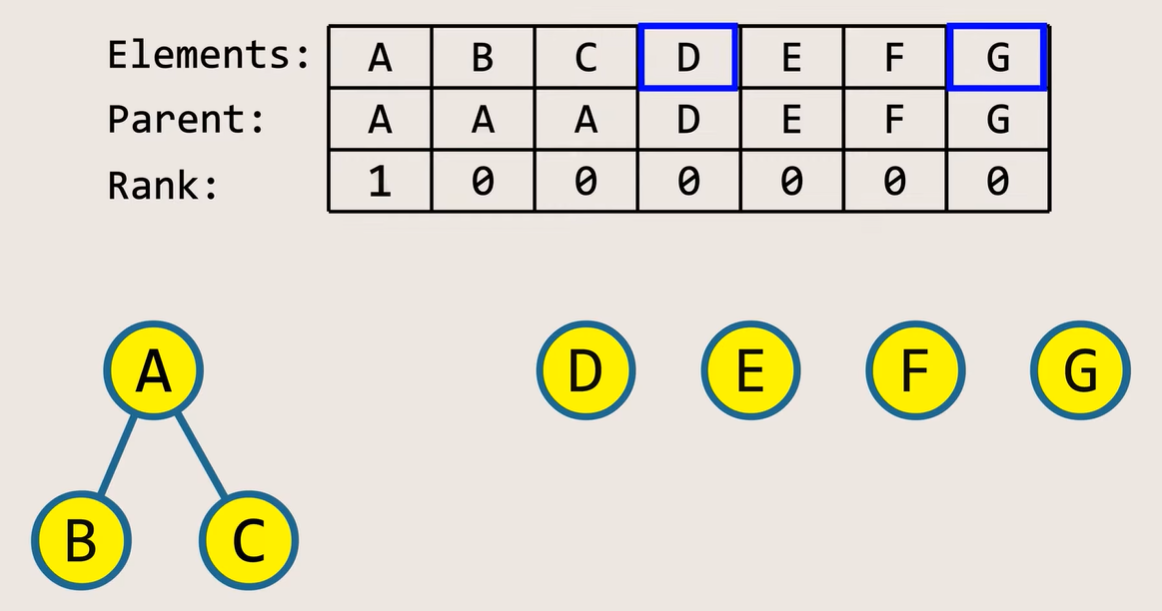 Elements: A B C D E F G
Parent: A A A D E F G
Rank: 1 0 0 0 0 0 0
A D E F G
B C